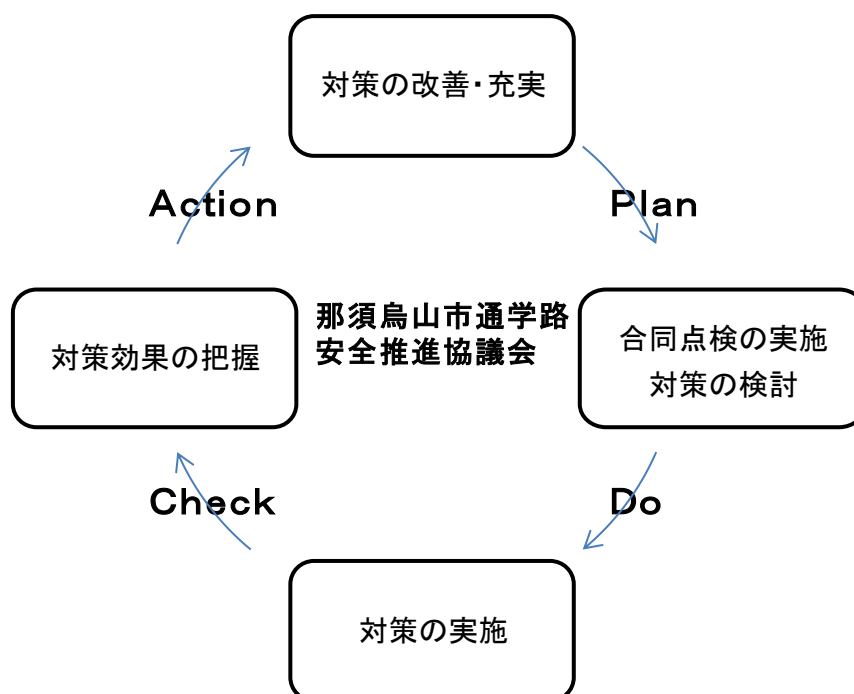 対策の改善・充実
Action
Plan
対策効果の把握
那須烏山市通学路
安全推進協議会
合同点検の実施
対策の検討
Check
Do
対策の実施